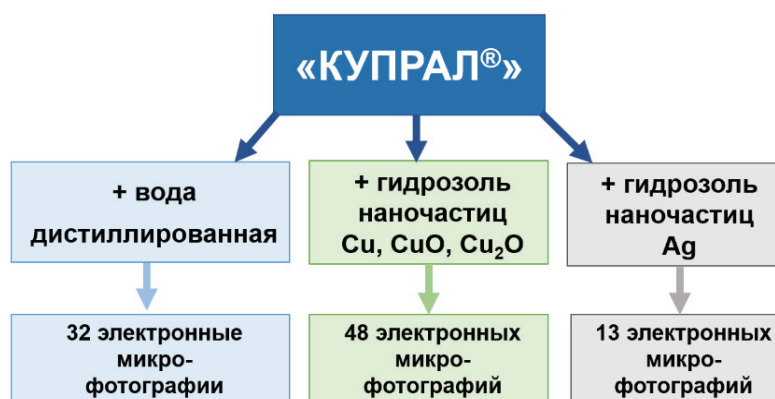 «КУПРАЛ®»
+ вода
дистиллированная
+ гидрозоль
наночастиц
Cu, CuO, Cu₂O
+ гидрозоль
наночастиц
Ag
32 электронные
микро-
фотографии
48 электронных
микро-
фотографий
13 электронных
микро-
фотографий